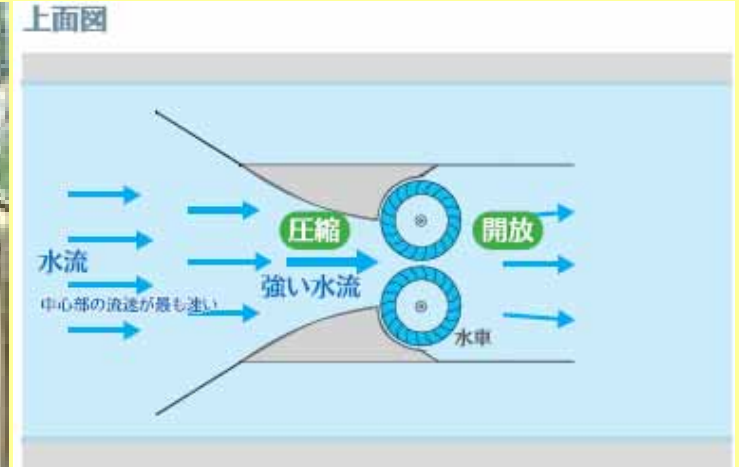 上面図
圧縮
開放
水流
強い水流
中心部の流速が最も速い
水車